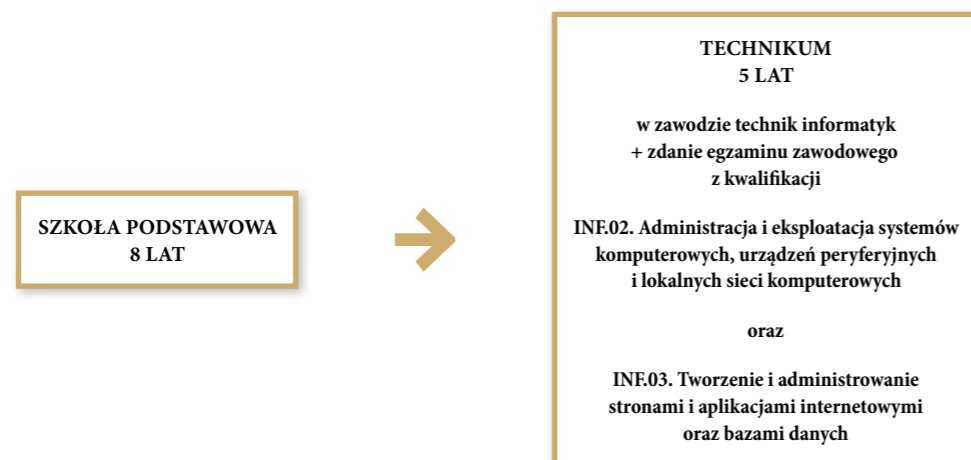 SZKOŁA PODSTAWOWA
8 LAT
TECHNIKUM
5 LAT
w zawodzie technik informatyk
+ zdanie egzaminu zawodowego
z kwalifikacji
INF.02. Administracja i eksploatacja systemów
komputerowych, urządzeń peryferyjnych
i lokalnych sieci komputerowych
oraz
INF.03. Tworzenie i administrowanie
stronami i aplikacjami internetowymi
oraz bazami danych